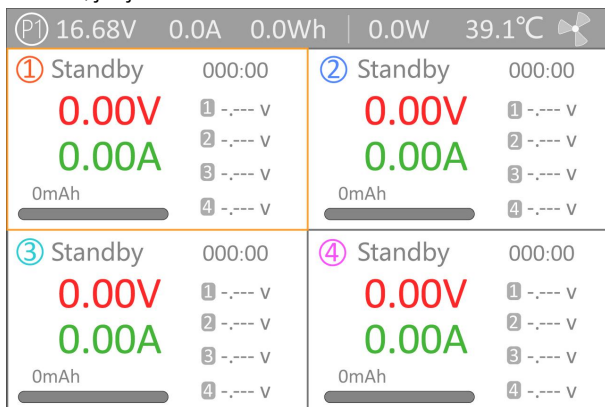 P1 16.68V 0.0A 0.0Wh 0.0W 39.1℃
1 Standby 000:00
0.00V
0.00A
1 -.--- v
2 -.--- v
3 -.--- v
4 -.--- v
0mAh
2 Standby 000:00
0.00V
0.00A
1 -.--- v
2 -.--- v
3 -.--- v
4 -.--- v
0mAh
3 Standby 000:00
0.00V
0.00A
1 -.--- v
2 -.--- v
3 -.--- v
4 -.--- v
0mAh
4 Standby 000:00
0.00V
0.00A
1 -.--- v
2 -.--- v
3 -.--- v
4 -.--- v
0mAh